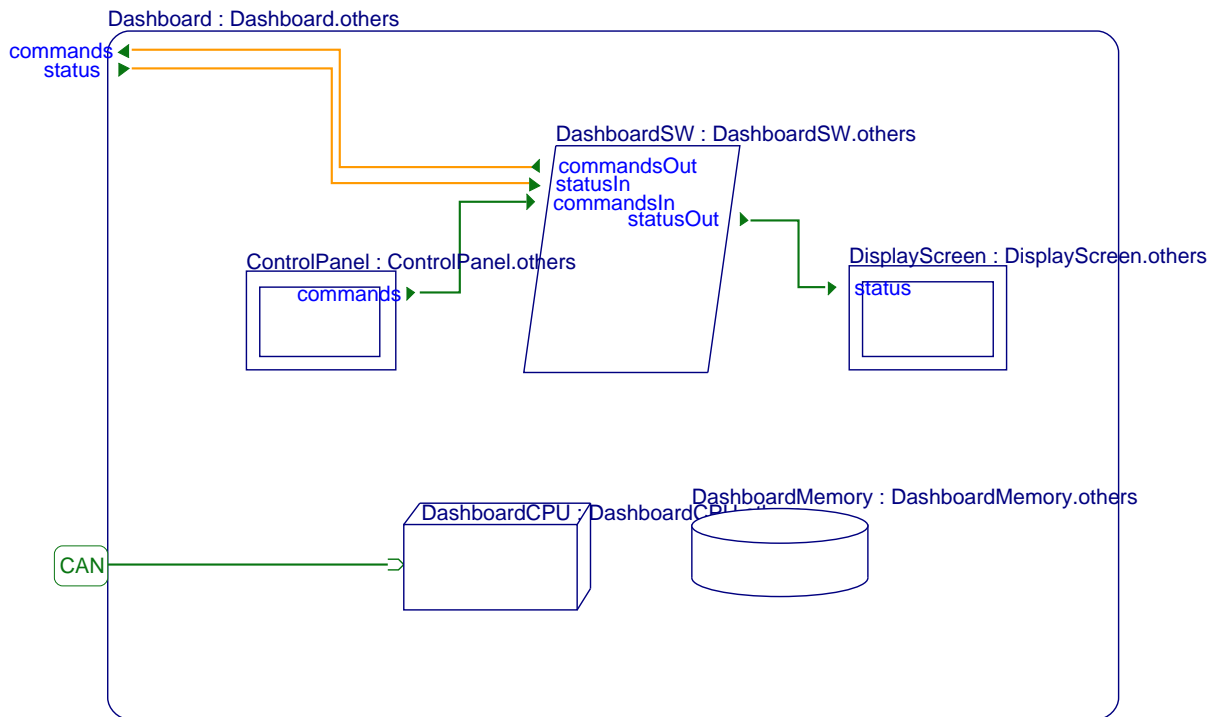 Dashboard : Dashboard.others
commands
status
DashboardSW : DashboardSW.others
commandsOut
statusIn
commandsIn
statusOut
ControlPanel : ControlPanel.others
commands
DisplayScreen : DisplayScreen.others
status
DashboardCPU : DashboardCPU.others
DashboardMemory : DashboardMemory.others
CAN